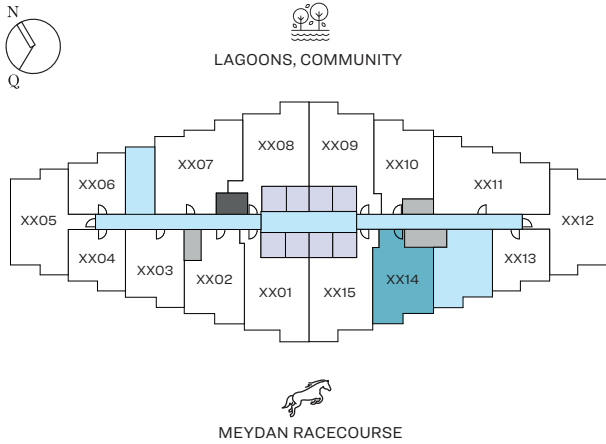 N
Q
LAGOONS, COMMUNITY
XX08
XX09
XX07
XX10
XX06
XX11
XX05
XX12
XX04
XX03
XX02
XX01
XX15
XX14
XX13
MEYDAN RACECOURSE